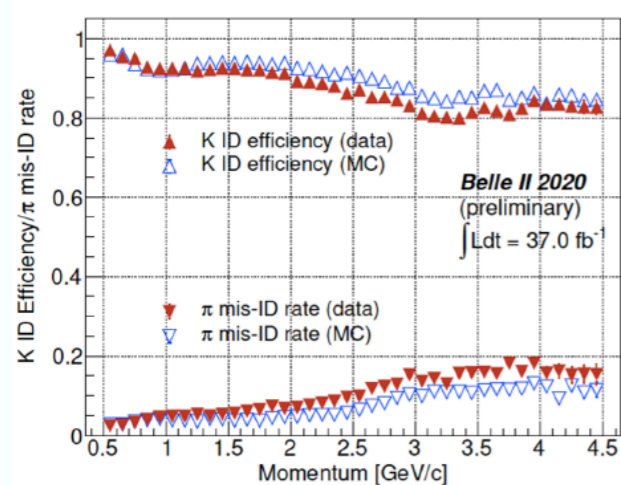 K ID Efficiency/π mis-ID rate
1
0.8
0.6
0.4
0.2
0
K ID efficiency (data)
K ID efficiency (MC)
Belle II 2020
(preliminary)
∫Ldt = 37.0 fb⁻¹
π mis-ID rate (data)
π mis-ID rate (MC)
0.5 1 1.5 2 2.5 3 3.5 4 4.5
Momentum [GeV/c]